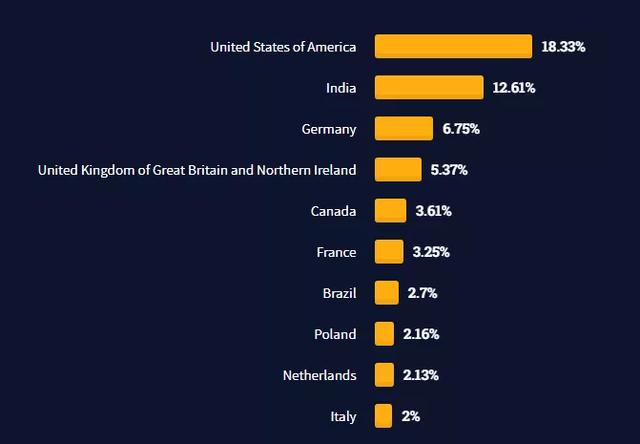 United States of America 18.33%
India 12.61%
Germany 6.75%
United Kingdom of Great Britain and Northern Ireland 5.37%
Canada 3.61%
France 3.25%
Brazil 2.7%
Poland 2.16%
Netherlands 2.13%
Italy 2%